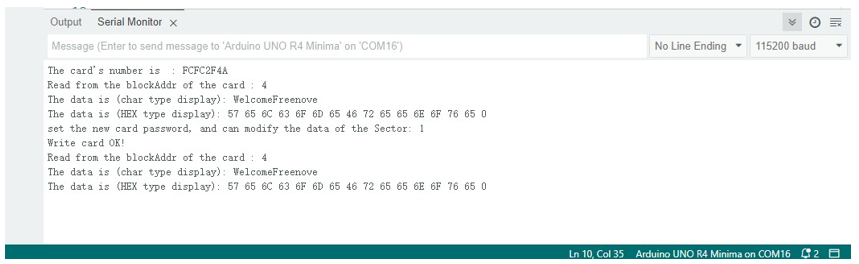 Output Serial Monitor ×
Message (Enter to send message to 'Arduino UNO R4 Minima' on 'COM16') No Line Ending 115200 baud
The card's number is : FCFC2F4A
Read from the blockAddr of the card : 4
The data is (char type display): WelcomeFreenove
The data is (HEX type display): 57 65 6C 63 6F 6D 65 46 72 65 65 6E 6F 76 65 0
set the new card password, and can modify the data of the Sector: 1
Write card OK!
Read from the blockAddr of the card : 4
The data is (char type display): WelcomeFreenove
The data is (HEX type display): 57 65 6C 63 6F 6D 65 46 72 65 65 6E 6F 76 65 0
Ln 10, Col 35 Arduino UNO R4 Minima on COM16 2